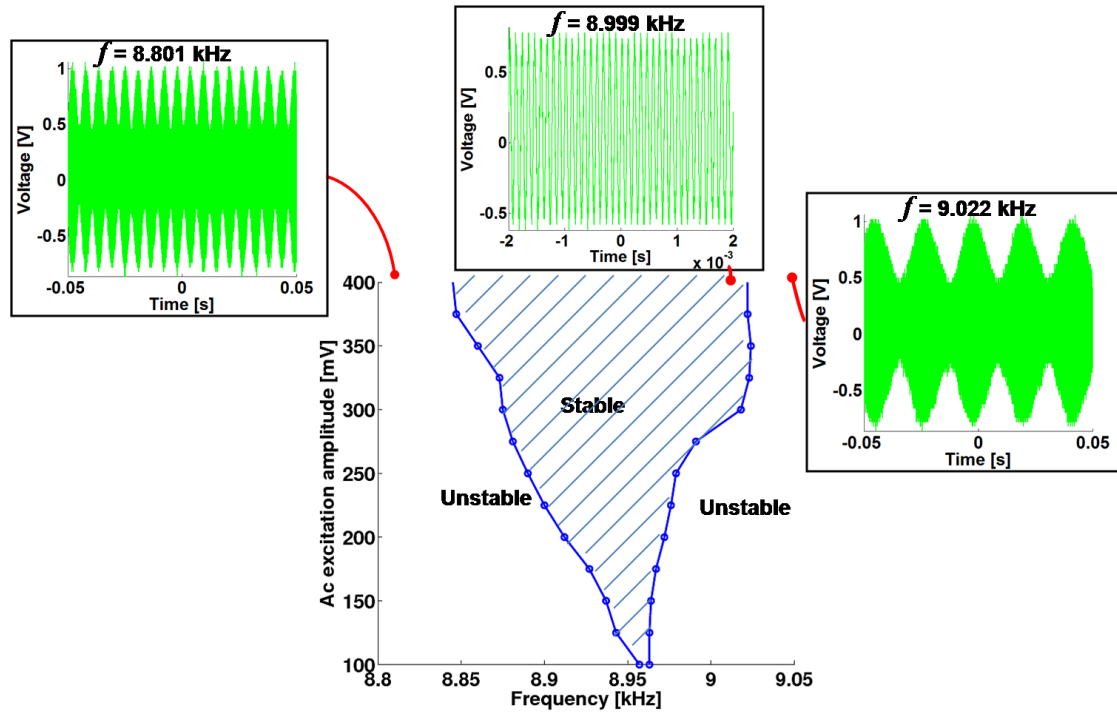 f = 8.801 kHz
Voltage [V]
1
0.5
0
-0.5
-0.05 0 0.05
Time [s]
f = 8.999 kHz
Voltage [V]
0.5
0
-0.5
-2 -1 0 1 2
Time [s]
x 10⁻³
f = 9.022 kHz
Voltage [V]
1
0.5
0
-0.5
-0.05 0 0.05
Time [s]
Ac excitation amplitude [mV]
400
350
300
250
200
150
100
Stable
Unstable
Unstable
8.8 8.85 8.9 8.95 9 9.05
Frequency [kHz]